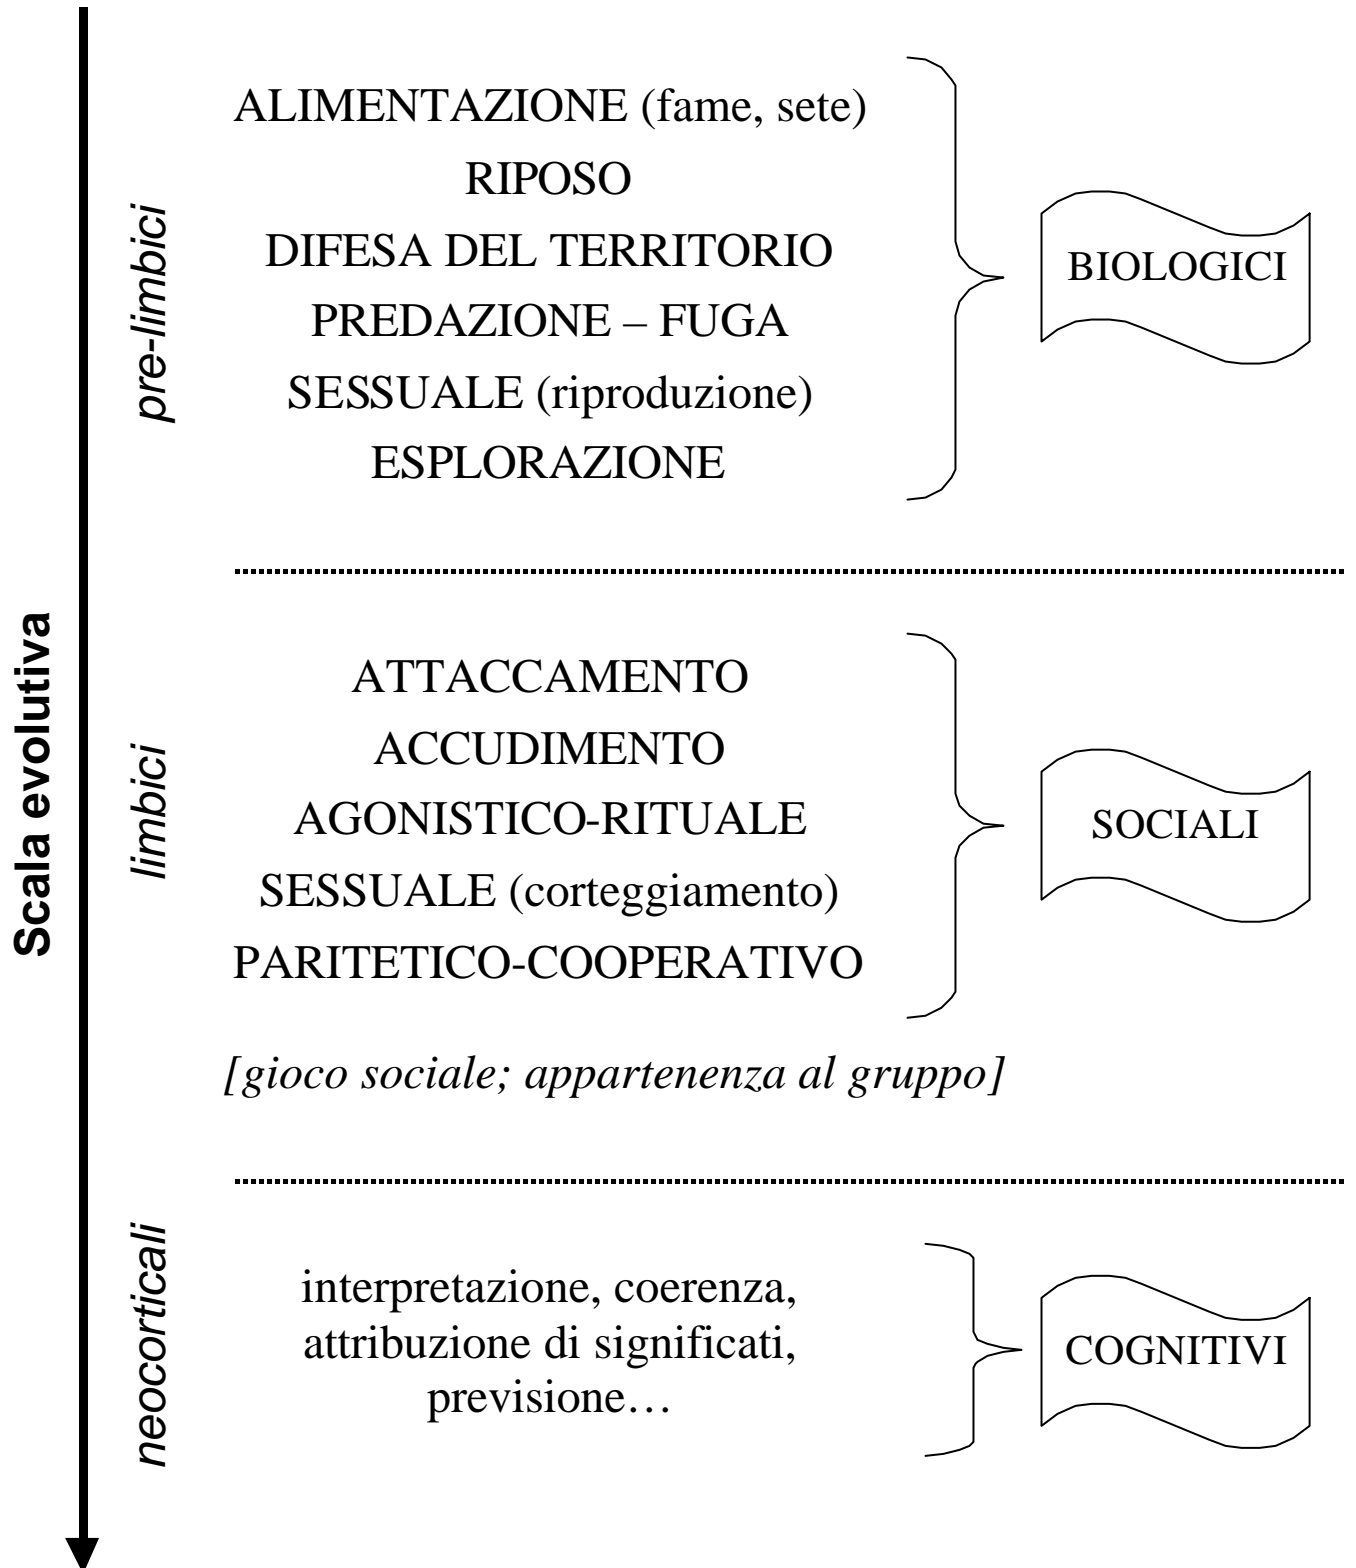 Scala evolutiva
pre-limbici
ALIMENTAZIONE (fame, sete)
RIPOSO
DIFESA DEL TERRITORIO
PREDAZIONE – FUGA
SESSUALE (riproduzione)
ESPLORAZIONE
BIOLOGICI
limbici
ATTACCAMENTO
ACCUDIMENTO
AGONISTICO-RITUALE
SESSUALE (corteggiamento)
PARITETICO-COOPERATIVO
[gioco sociale; appartenenza al gruppo]
SOCIALI
neocorticali
interpretazione, coerenza,
attribuzione di significati,
previsione…
COGNITIVI